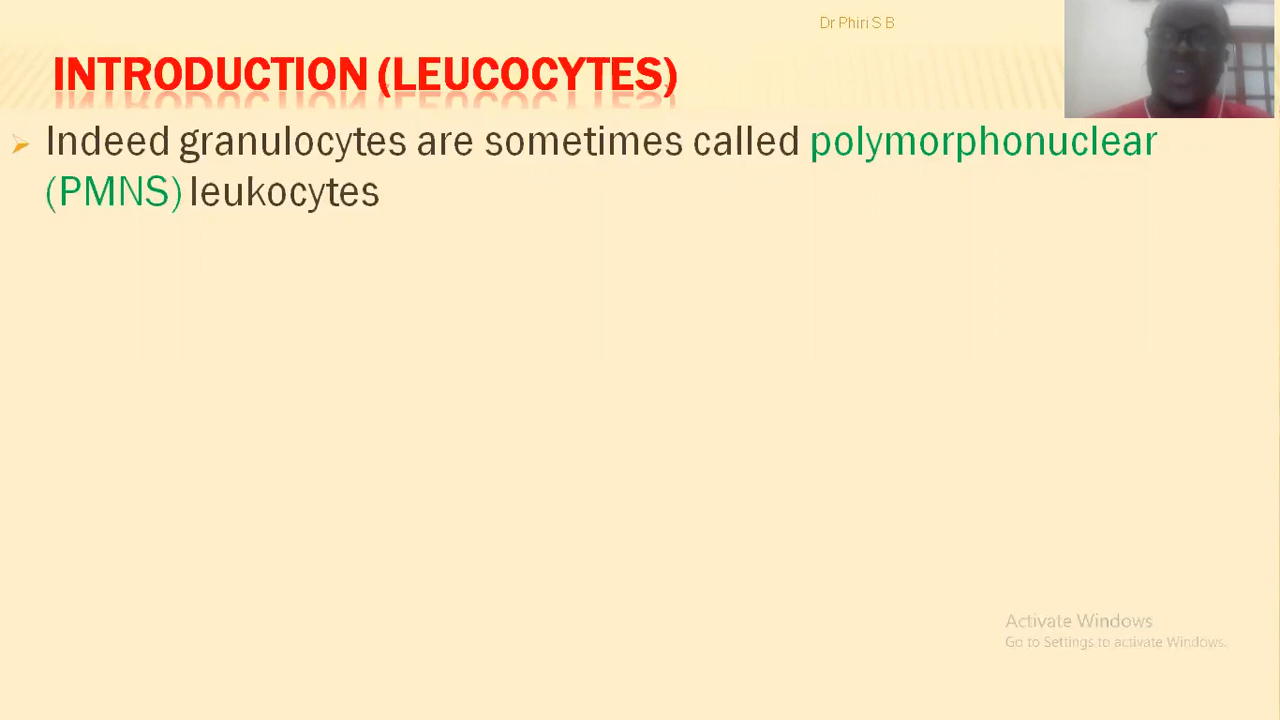 Dr Phiri S B
INTRODUCTION (LEUCOCYTES)
Indeed granulocytes are sometimes called polymorphonuclear
(PMNS) leukocytes
Activate Windows
Go to Settings to activate Windows.